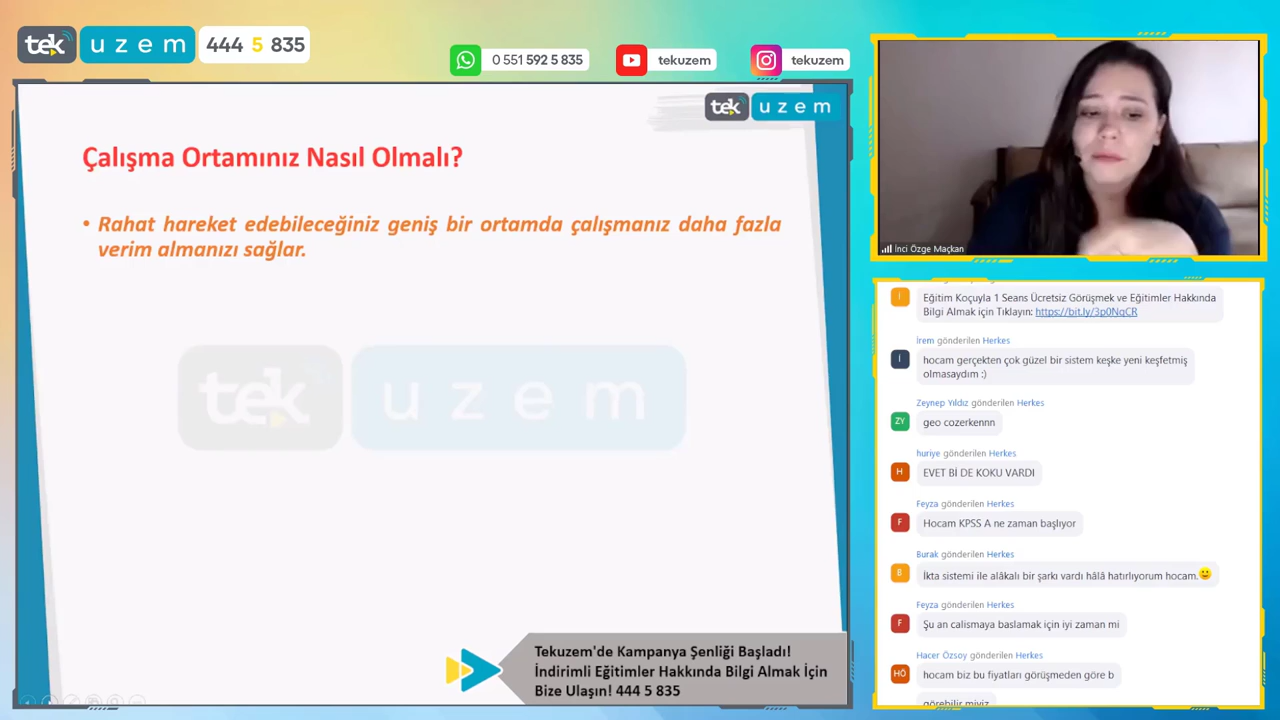 tek uzem 444 5 835
0 551 592 5 835
tekuzem
tekuzem
tek uzem
Çalışma Ortamınız Nasıl Olmalı?
• Rahat hareket edebileceğiniz geniş bir ortamda çalışmanız daha fazla
verim almanızı sağlar.
tek uzem
Tekuzem'de Kampanya Şenliği Başladı!
İndirimli Eğitimler Hakkında Bilgi Almak İçin
Bize Ulaşın! 444 5 835
İnci Özge Maçkan
I
Eğitim Koçuyla 1 Seans Ücretsiz Görüşmek ve Eğitimler Hakkında
Bilgi Almak için Tıklayın: https://bit.ly/3p0NqCR
İrem gönderilen Herkes
I
hocam gerçekten çok güzel bir sistem keşke yeni keşfetmiş
olmasaydım :)
Zeynep Yıldız gönderilen Herkes
ZY
geo cozerkennn
huriye gönderilen Herkes
H
EVET Bİ DE KOKU VARDI
Feyza gönderilen Herkes
F
Hocam KPSS A ne zaman başlıyor
Burak gönderilen Herkes
B
İkta sistemi ile alâkalı bir şarkı vardı hâlâ hatırlıyorum hocam.
Feyza gönderilen Herkes
F
Şu an calismaya baslamak için iyi zaman mi
Hacer Özsoy gönderilen Herkes
HÖ
hocam biz bu fiyatları görüşmeden göre b
görebilir miyiz